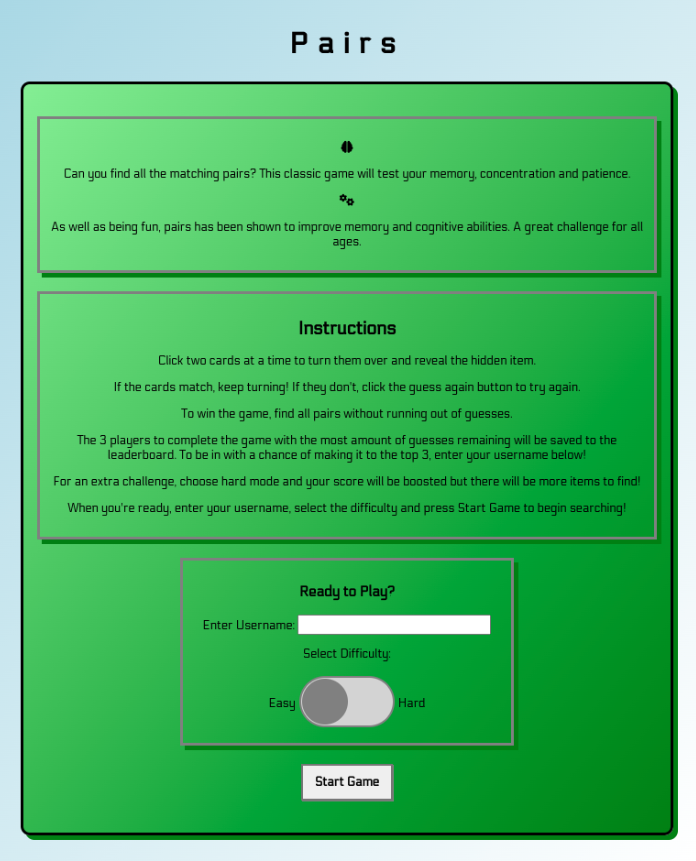 Pairs
Can you find all the matching pairs? This classic game will test your memory, concentration and patience.
As well as being fun, pairs has been shown to improve memory and cognitive abilities. A great challenge for all
ages.
Instructions
Click two cards at a time to turn them over and reveal the hidden item.
If the cards match, keep turning! If they don't, click the guess again button to try again.
To win the game, find all pairs without running out of guesses.
The 3 players to complete the game with the most amount of guesses remaining will be saved to the
leaderboard. To be in with a chance of making it to the top 3, enter your username below!
For an extra challenge, choose hard mode and your score will be boosted but there will be more items to find!
When you're ready, enter your username, select the difficulty and press Start Game to begin searching!
Ready to Play?
Enter Username:
Select Difficulty:
Easy Hard
Start Game